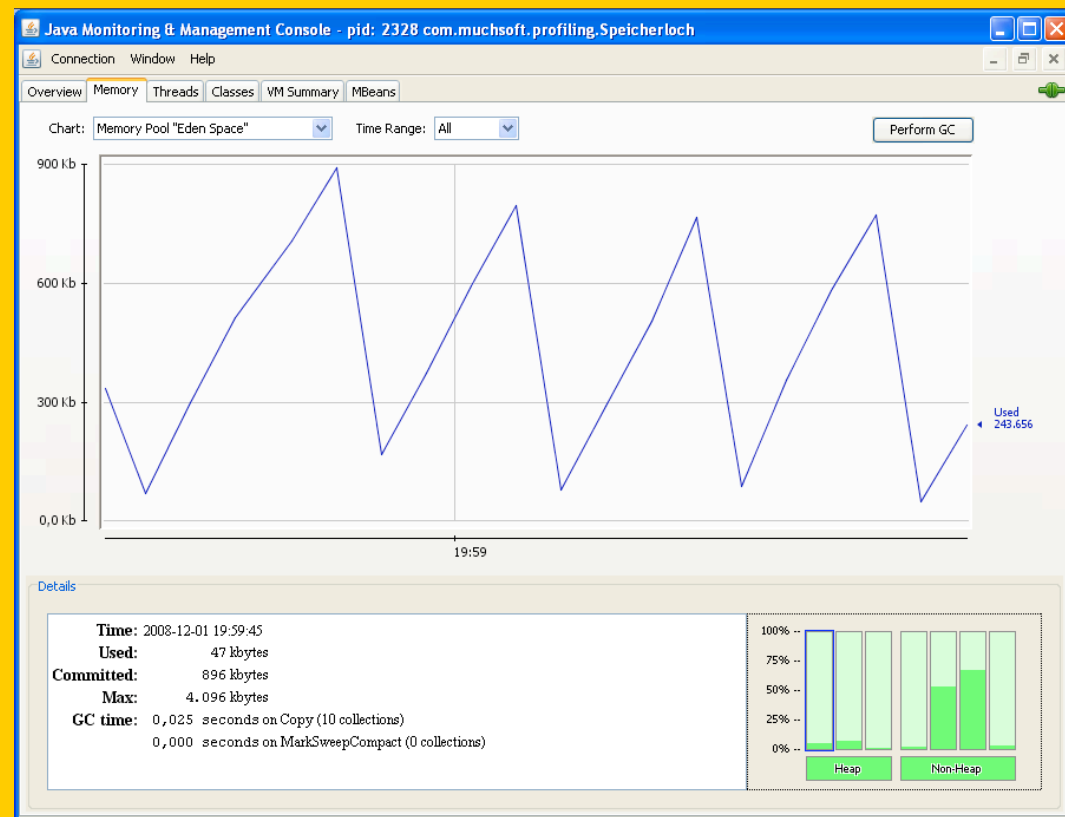 Java Monitoring & Management Console - pid: 2328 com.muchsoft.profiling.Speicherloch
Connection Window Help
Overview Memory Threads Classes VM Summary MBeans
Chart: Memory Pool "Eden Space" Time Range: All Perform GC
900 Kb
600 Kb
300 Kb
Used
243.656
0,0 Kb
19:59
Details
Time: 2008-12-01 19:59:45
Used: 47 kbytes
Committed: 896 kbytes
Max: 4.096 kbytes
GC time: 0,025 seconds on Copy (10 collections)
0,000 seconds on MarkSweepCompact (0 collections)
100% --
75% --
50% --
25% --
0% --
Heap Non-Heap